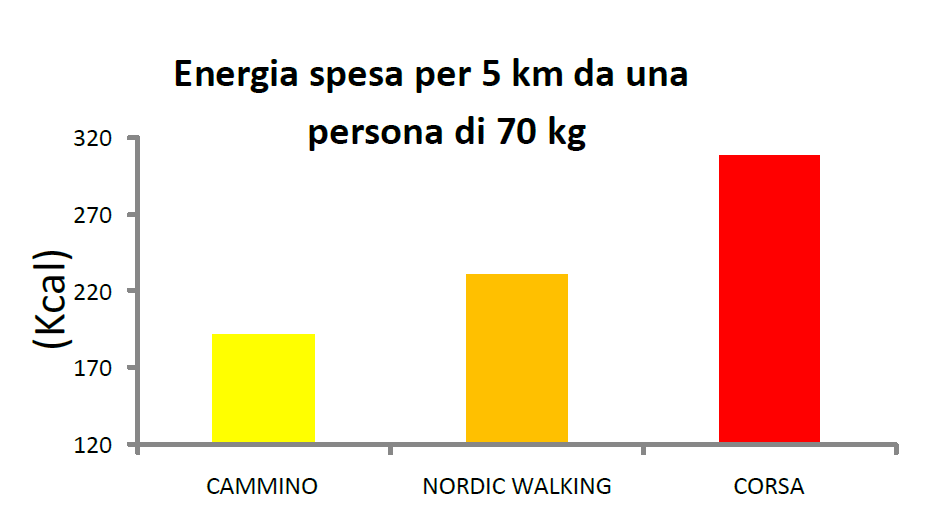 Energia spesa per 5 km da una
persona di 70 kg
(Kcal)
320
270
220
170
120
CAMMINO
NORDIC WALKING
CORSA